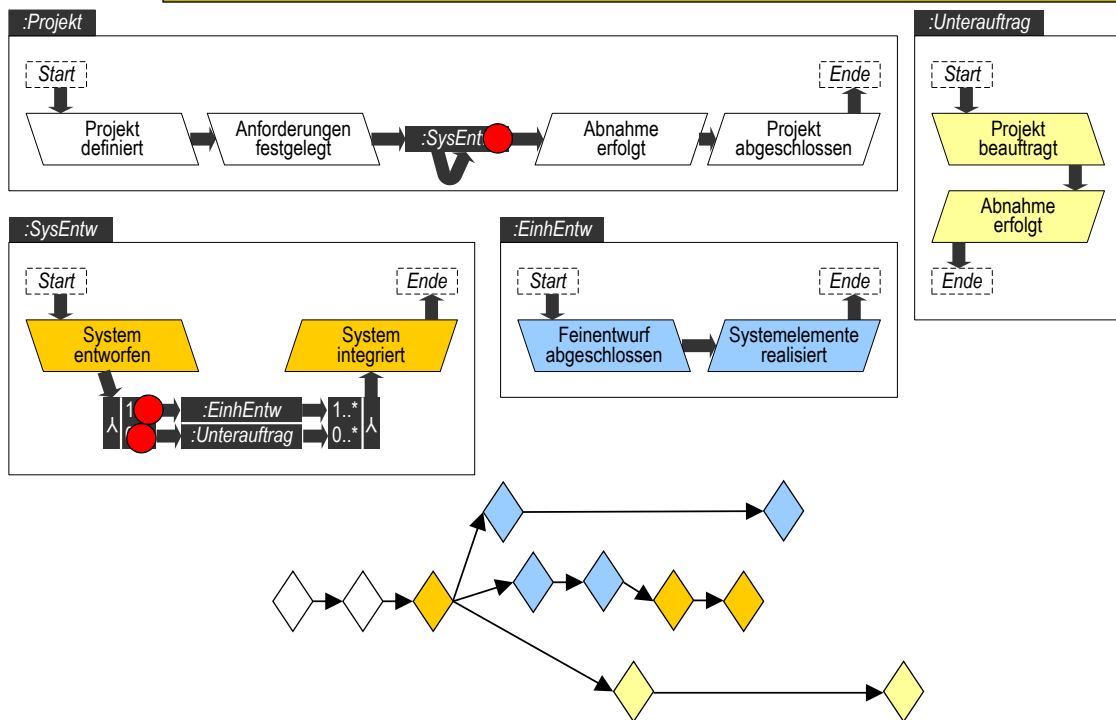 :Projekt
Start
Projekt
definiert
Anforderungen
festgelegt
:SysEnt
Abnahme
erfolgt
Projekt
abgeschlossen
Ende
:Unterauftrag
Start
Projekt
beauftragt
Abnahme
erfolgt
Ende
:SysEntw
Start
System
entworfen
System
integriert
Ende
1
:EinhEntw
1..*
:Unterauftrag
0..*
:EinhEntw
Start
Feinentwurf
abgeschlossen
Systemelemente
realisiert
Ende